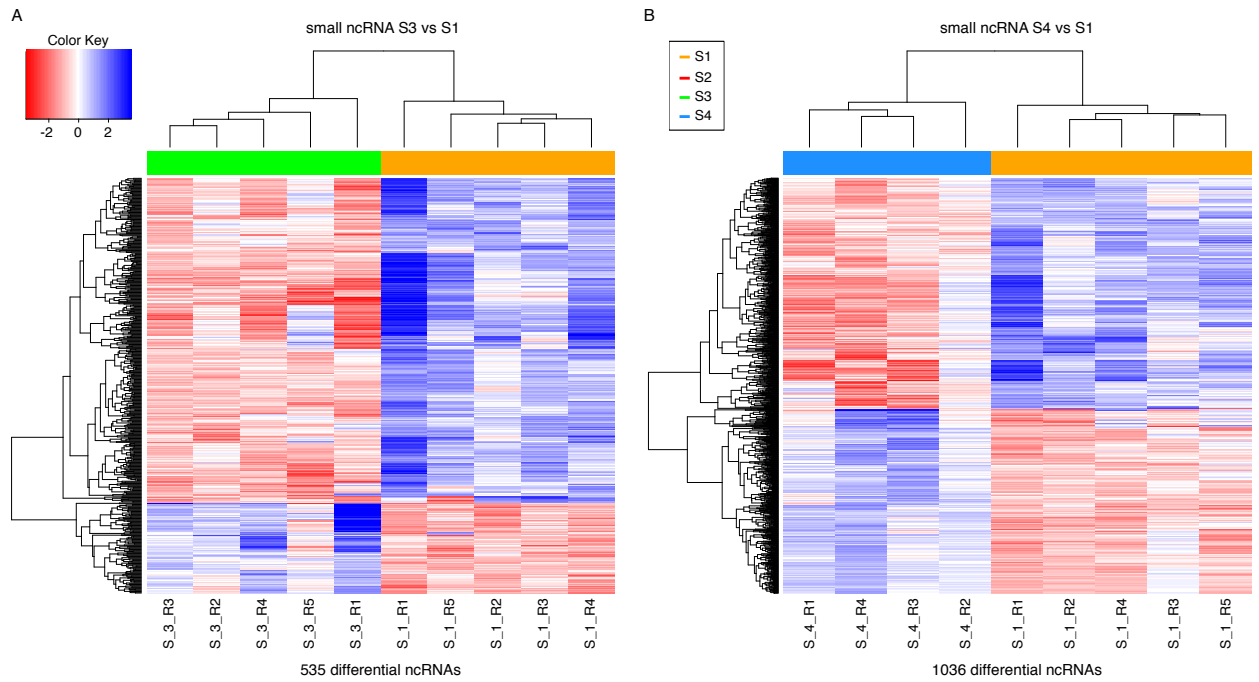 A
small ncRNA S3 vs S1
Color Key
-2 0 2
S_3_R3
S_3_R2
S_3_R4
S_3_R5
S_3_R1
S_1_R1
S_1_R5
S_1_R2
S_1_R3
S_1_R4
535 differential ncRNAs
B
small ncRNA S4 vs S1
S1
S2
S3
S4
S_4_R1
S_4_R4
S_4_R3
S_4_R2
S_1_R1
S_1_R2
S_1_R4
S_1_R3
S_1_R5
1036 differential ncRNAs